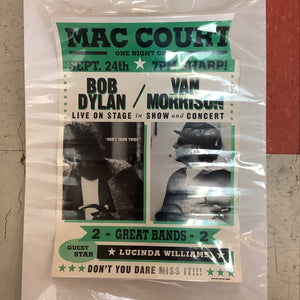 MAC COURT
ONE NIGHT ON
SEPT. 24th ★ 7PM SHARP!
BOB DYLAN / VAN MORRISON
LIVE ON STAGE in SHOW and CONCERT
"DON'T THINK TWICE"
2 - GREAT BANDS - 2
GUEST STAR ★ LUCINDA WILLIAMS ★
★★★ DON'T YOU DARE MISS IT!!! ★★★